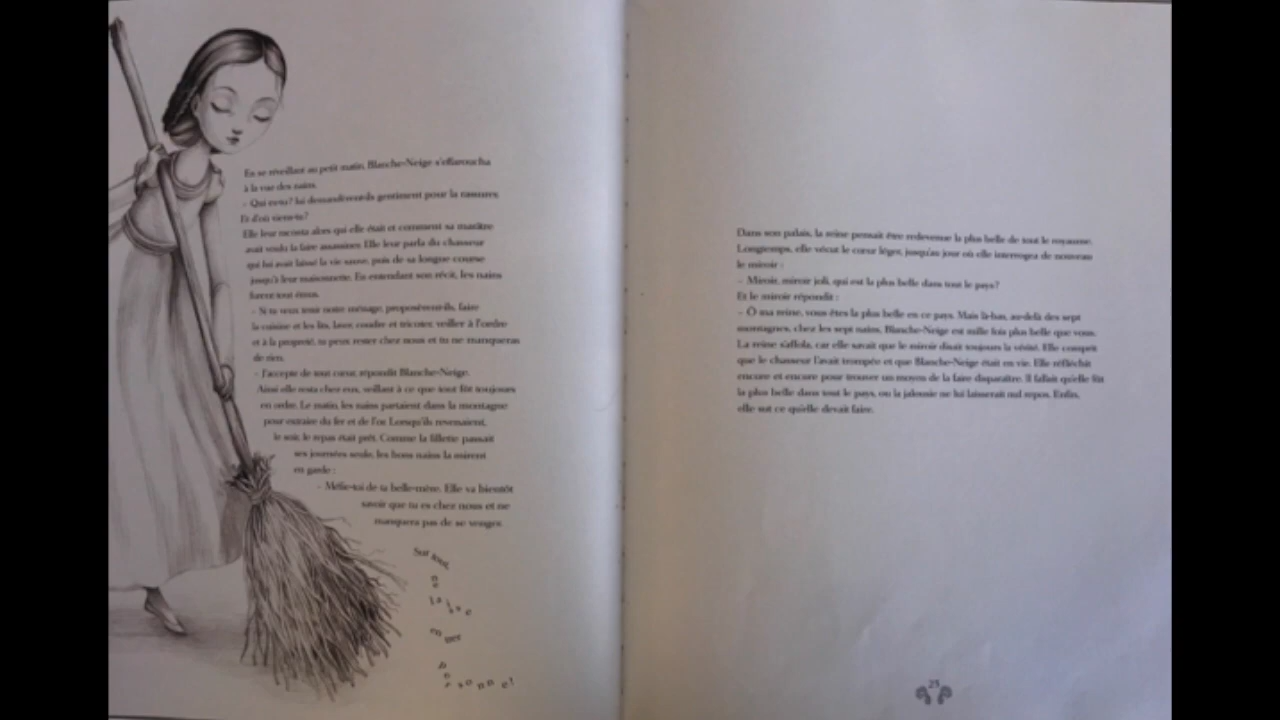 En se réveillant au petit matin, Blanche-Neige s'effaroucha
à la vue des nains.
- Qui es-tu? lui demandèrent-ils gentiment pour la rassurer.
Et d'où viens-tu?
Elle leur raconta alors qui elle était et comment sa marâtre
avait voulu la faire assassiner. Elle leur parla du chasseur
qui lui avait laissé la vie sauve, puis de sa longue course
jusqu'à leur maisonnette. En entendant son récit, les nains
furent tout émus.
- Si tu veux tenir notre ménage, proposèrent-ils, faire
la cuisine et les lits, laver, coudre et tricoter, veiller à l'ordre
et à la propreté, tu peux rester chez nous et tu ne manqueras
de rien.
- J'accepte de tout cœur, répondit Blanche-Neige.
Ainsi elle resta chez eux, veillant à ce que tout fût toujours
en ordre. Le matin, les nains partaient dans la montagne
pour extraire du fer et de l'or. Lorsqu'ils revenaient,
le soir, le repas était prêt. Comme la fillette passait
ses journées seule, les bons nains la mirent
en garde :
- Méfie-toi de ta belle-mère. Elle va bientôt
savoir que tu es chez nous et ne
manquera pas de se venger.
Surtout,
ne
laisse
entrer
personne!
Dans son palais, la reine pensait être redevenue la plus belle de tout le royaume.
Longtemps, elle vécut le cœur léger, jusqu'au jour où elle interrogea de nouveau
le miroir :
- Miroir, miroir joli, qui est la plus belle dans tout le pays?
Et le miroir répondit :
- Ô ma reine, vous êtes la plus belle en ce pays. Mais là-bas, au-delà des sept
montagnes, chez les sept nains, Blanche-Neige est mille fois plus belle que vous.
La reine s'affola, car elle savait que le miroir disait toujours la vérité. Elle comprit
que le chasseur l'avait trompée et que Blanche-Neige était en vie. Elle réfléchit
encore et encore pour trouver un moyen de la faire disparaître. Il fallait qu'elle fût
la plus belle dans tout le pays, ou la jalousie ne lui laisserait nul repos. Enfin,
elle sut ce qu'elle devait faire.
25